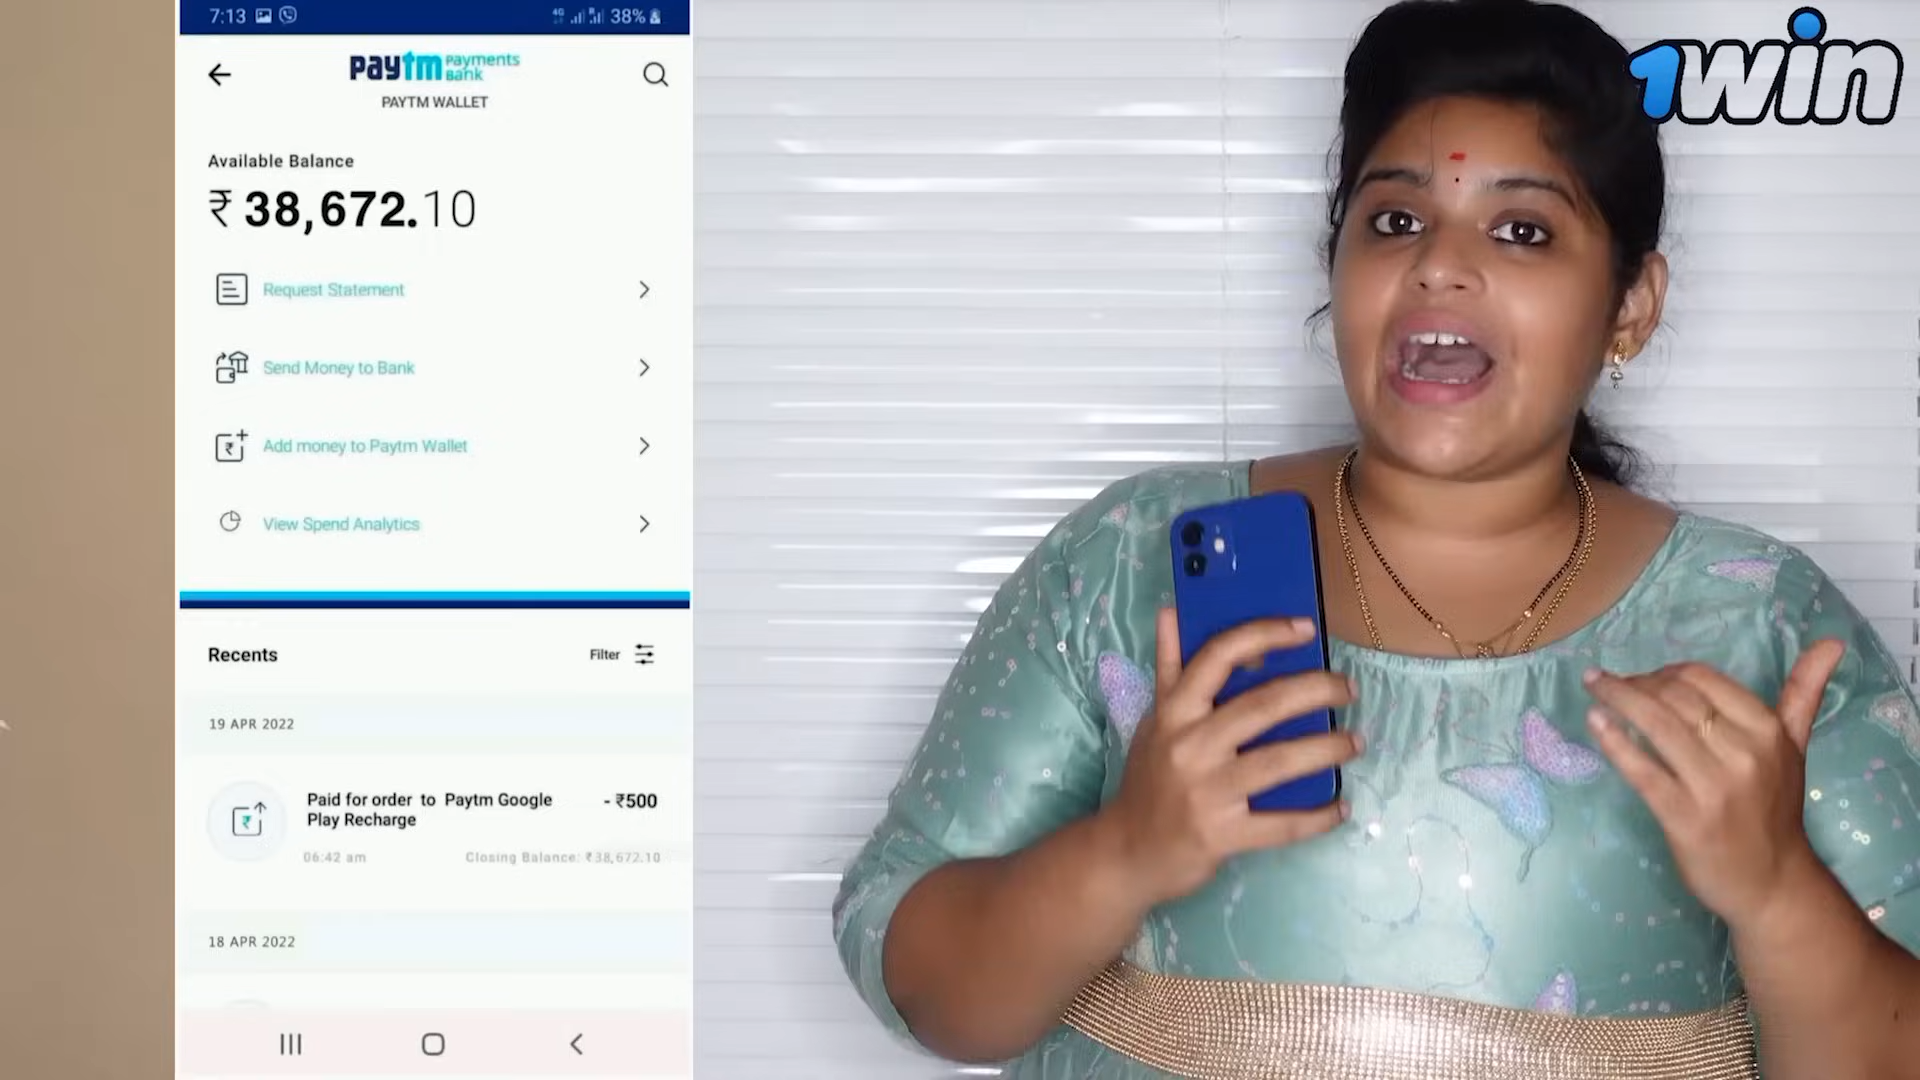 7:13
4G
R
38%
1win
paytm Payments Bank
PAYTM WALLET
Available Balance
₹ 38,672.10
Request Statement
Send Money to Bank
₹
Add money to Paytm Wallet
View Spend Analytics
Recents
Filter
19 APR 2022
₹
Paid for order to Paytm Google
- ₹500
Play Recharge
06:42 am
Closing Balance: ₹38,672.10
18 APR 2022